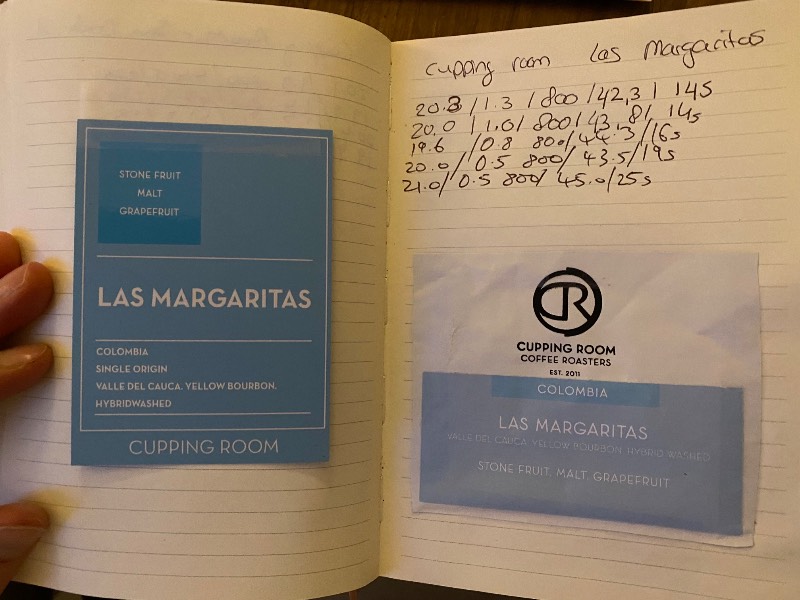 STONE FRUIT
MALT
GRAPEFRUIT
LAS MARGARITAS
COLOMBIA
SINGLE ORIGIN
VALLE DEL CAUCA. YELLOW BOURBON.
HYBRIDWASHED
CUPPING ROOM
Cupping room Las Margaritas
20.3 / 1.3 / 800 / 42,3 / 14s
20.0 / 1.0 / 800 / 43.8 / 14s
19.6 / 0.8 800 / 44.3 / 16s
20.0 / 0.5 800 / 43.5 / 19s
21.0 / 0.5 800 / 45.0 / 25s
CR
CUPPING ROOM
COFFEE ROASTERS
EST. 2011
COLOMBIA
LAS MARGARITAS
VALLE DEL CAUCA. YELLOW BOURBON. HYBRID WASHED
STONE FRUIT. MALT. GRAPEFRUIT